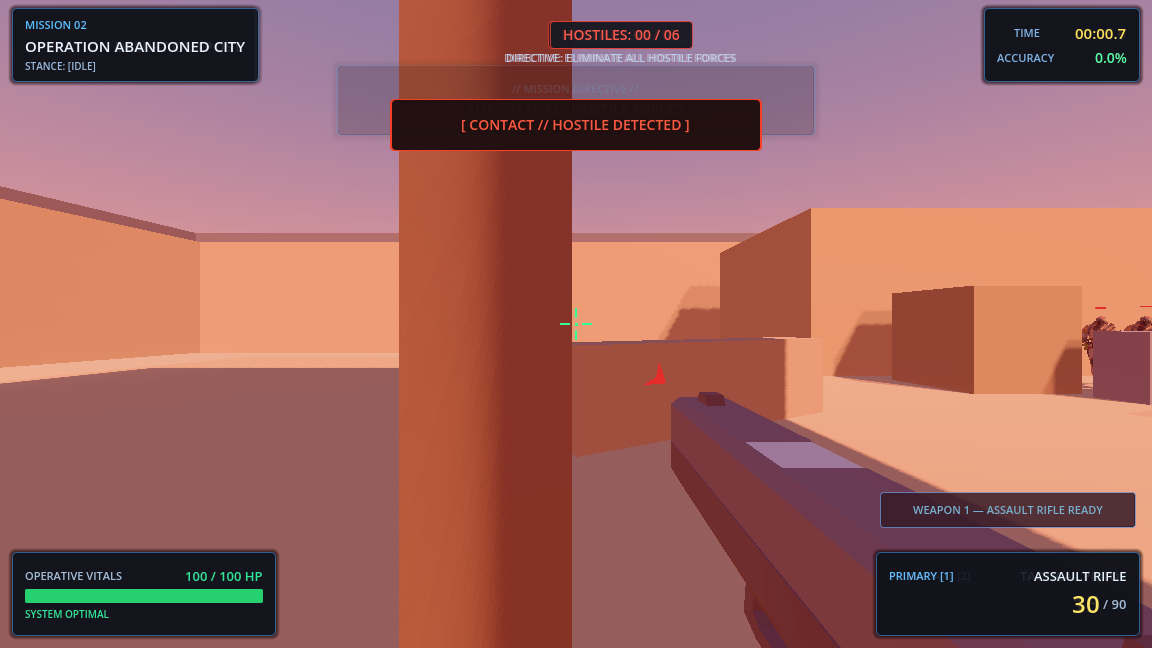 MISSION 02
OPERATION ABANDONED CITY
STANCE: [IDLE]
HOSTILES: 00 / 06
DIRECTIVE: ELIMINATE ALL HOSTILE FORCES
// MISSION DIRECTIVE //
[ CONTACT // HOSTILE DETECTED ]
TIME 00:00.7
ACCURACY 0.0%
WEAPON 1 — ASSAULT RIFLE READY
OPERATIVE VITALS 100 / 100 HP
SYSTEM OPTIMAL
PRIMARY [1] [2] ASSAULT RIFLE
30 / 90